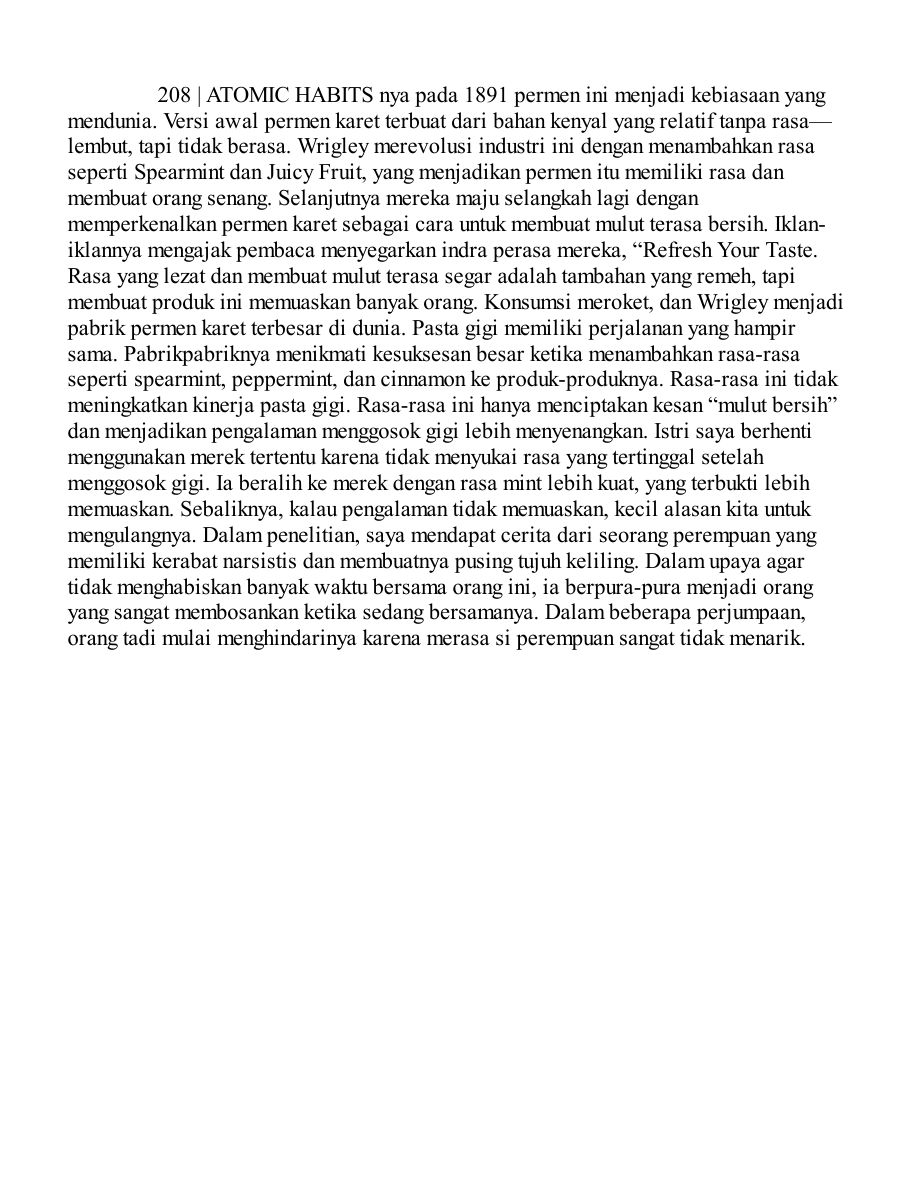 208 | ATOMIC HABITS nya pada 1891 permen ini menjadi kebiasaan yang
mendunia. Versi awal permen karet terbuat dari bahan kenyal yang relatif tanpa rasa—
lembut, tapi tidak berasa. Wrigley merevolusi industri ini dengan menambahkan rasa
seperti Spearmint dan Juicy Fruit, yang menjadikan permen itu memiliki rasa dan
membuat orang senang. Selanjutnya mereka maju selangkah lagi dengan
memperkenalkan permen karet sebagai cara untuk membuat mulut terasa bersih. Iklan-
iklannya mengajak pembaca menyegarkan indra perasa mereka, “Refresh Your Taste.
Rasa yang lezat dan membuat mulut terasa segar adalah tambahan yang remeh, tapi
membuat produk ini memuaskan banyak orang. Konsumsi meroket, dan Wrigley menjadi
pabrik permen karet terbesar di dunia. Pasta gigi memiliki perjalanan yang hampir
sama. Pabrikpabriknya menikmati kesuksesan besar ketika menambahkan rasa-rasa
seperti spearmint, peppermint, dan cinnamon ke produk-produknya. Rasa-rasa ini tidak
meningkatkan kinerja pasta gigi. Rasa-rasa ini hanya menciptakan kesan “mulut bersih”
dan menjadikan pengalaman menggosok gigi lebih menyenangkan. Istri saya berhenti
menggunakan merek tertentu karena tidak menyukai rasa yang tertinggal setelah
menggosok gigi. Ia beralih ke merek dengan rasa mint lebih kuat, yang terbukti lebih
memuaskan. Sebaliknya, kalau pengalaman tidak memuaskan, kecil alasan kita untuk
mengulangnya. Dalam penelitian, saya mendapat cerita dari seorang perempuan yang
memiliki kerabat narsistis dan membuatnya pusing tujuh keliling. Dalam upaya agar
tidak menghabiskan banyak waktu bersama orang ini, ia berpura-pura menjadi orang
yang sangat membosankan ketika sedang bersamanya. Dalam beberapa perjumpaan,
orang tadi mulai menghindarinya karena merasa si perempuan sangat tidak menarik.